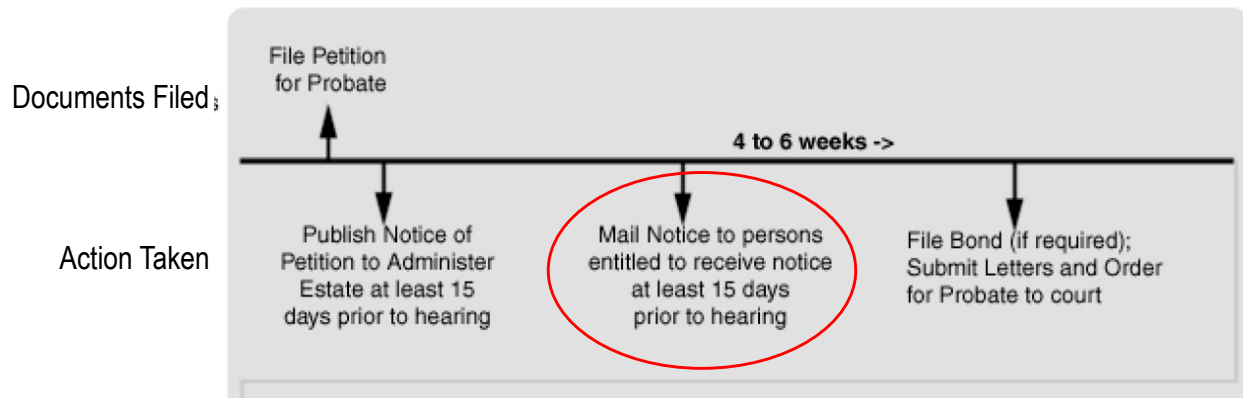 File Petition
for Probate
Documents Filed s
4 to 6 weeks ->
Action Taken
Publish Notice of
Petition to Administer
Estate at least 15
days prior to hearing
Mail Notice to persons
entitled to receive notice
at least 15 days
prior to hearing
File Bond (if required);
Submit Letters and Order
for Probate to court